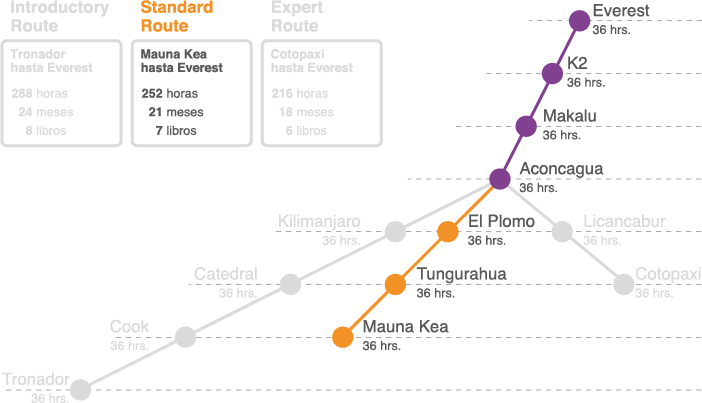 Introductory
Route
Tronador
hasta Everest
288 horas
24 meses
8 libros
Standard
Route
Mauna Kea
hasta Everest
252 horas
21 meses
7 libros
Expert
Route
Cotopaxi
hasta Everest
216 horas
18 meses
6 libros
Everest
36 hrs.
K2
36 hrs.
Makalu
36 hrs.
Aconcagua
36 hrs.
Kilimanjaro
36 hrs.
El Plomo
36 hrs.
Licancabur
36 hrs.
Catedral
36 hrs.
Tungurahua
36 hrs.
Cotopaxi
36 hrs.
Cook
36 hrs.
Mauna Kea
36 hrs.
Tronador
36 hrs.